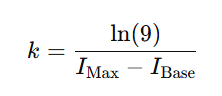 k = ln(9) / (I_Max − I_Base)